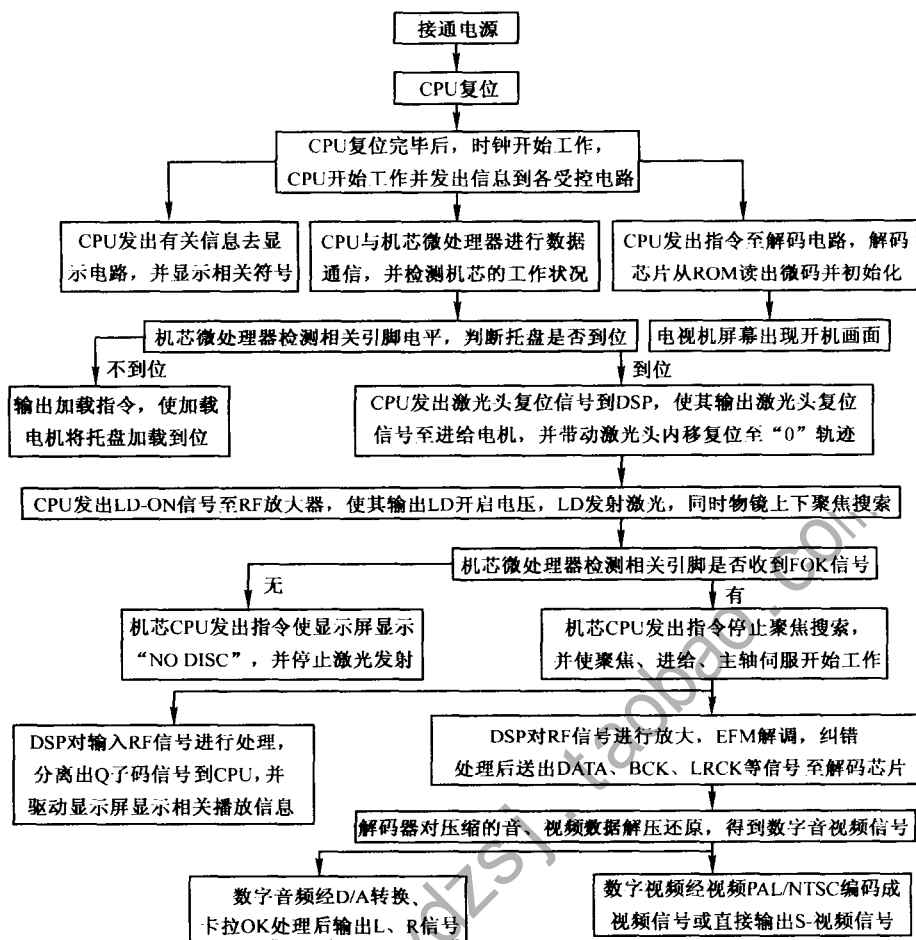 接通电源
CPU复位
CPU复位完毕后，时钟开始工作，
CPU开始工作并发出信息到各受控电路
CPU发出有关信息去显
示电路，并显示相关符号
CPU与机芯微处理器进行数据
通信，并检测机芯的工作状况
CPU发出指令至解码电路，解码
芯片从ROM读出微码并初始化
机芯微处理器检测相关引脚电平，判断托盘是否到位
电视机屏幕出现开机画面
不到位
到位
输出加载指令，使加载
电机将托盘加载到位
CPU发出激光头复位信号到DSP，使其输出激光头复位
信号至进给电机，并带动激光头内移复位至“0”轨迹
CPU发出LD-ON信号至RF放大器，使其输出LD开启电压，LD发射激光，同时物镜上下聚焦搜索
机芯微处理器检测相关引脚是否收到FOK信号
无
有
机芯CPU发出指令使显示屏显示
“NO DISC”，并停止激光发射
机芯CPU发出指令停止聚焦搜索，
并使聚焦、进给、主轴伺服开始工作
DSP对输入RF信号进行处理，
分离出Q子码信号到CPU，并
驱动显示屏显示相关播放信息
DSP对RF信号进行放大，EFM解调，纠错
处理后送出DATA、BCK、LRCK等信号至解码芯片
解码器对压缩的音、视频数据解压还原，得到数字音视频信号
数字音频经D/A转换、
卡拉OK处理后输出L、R信号
数字视频经视频PAL/NTSC编码成
视频信号或直接输出S-视频信号
ydzsj.taobao.com